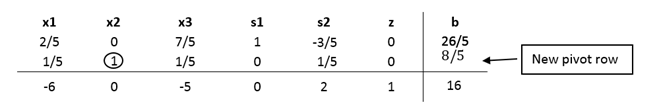 x1 x2 x3 s1 s2 z b
2/5 0 7/5 1 -3/5 0 26/5
1/5 1 1/5 0 1/5 0 8/5 New pivot row
-6 0 -5 0 2 1 16